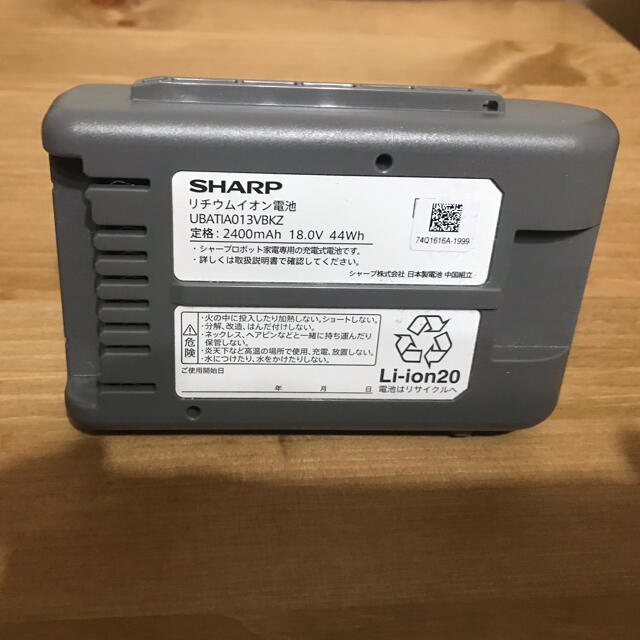 SHARP
リチウムイオン電池
UBATIA013VBKZ
定格：2400mAh 18.0V 44Wh
・シャープロボット家電専用の充電式電池です。
・詳しくは取扱説明書で確認してください。
74Q1616A-1999
シャープ株式会社 日本製電池 中国組立
危険
・火の中に投入したり加熱しない。ショートしない。
・分解、改造、はんだ付けしない。
・ネックレス、ヘアピンなどと一緒に持ち運んだり
保管しない。
・炎天下など高温の場所で使用、充電、放置しない。
・水につけたり、水をかけたりしない。
ご使用開始日
年 月 日
Li-ion20
電池はリサイクルへ